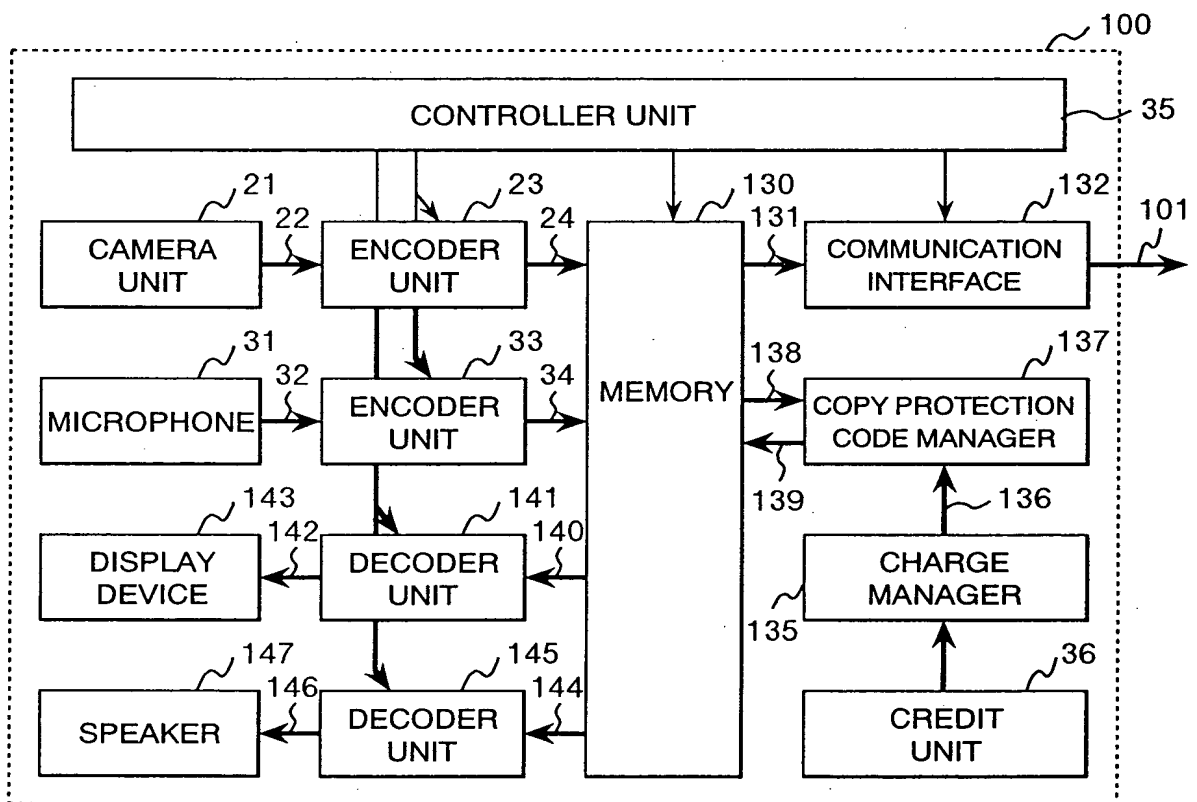 100
CONTROLLER UNIT
35
21
23
130
132
22
24
131
101
CAMERA
UNIT
ENCODER
UNIT
COMMUNICATION
INTERFACE
31
33
137
32
34
138
MEMORY
MICROPHONE
ENCODER
UNIT
COPY PROTECTION
CODE MANAGER
139
136
143
141
142
140
DISPLAY
DEVICE
DECODER
UNIT
CHARGE
MANAGER
135
147
145
36
146
144
SPEAKER
DECODER
UNIT
CREDIT
UNIT